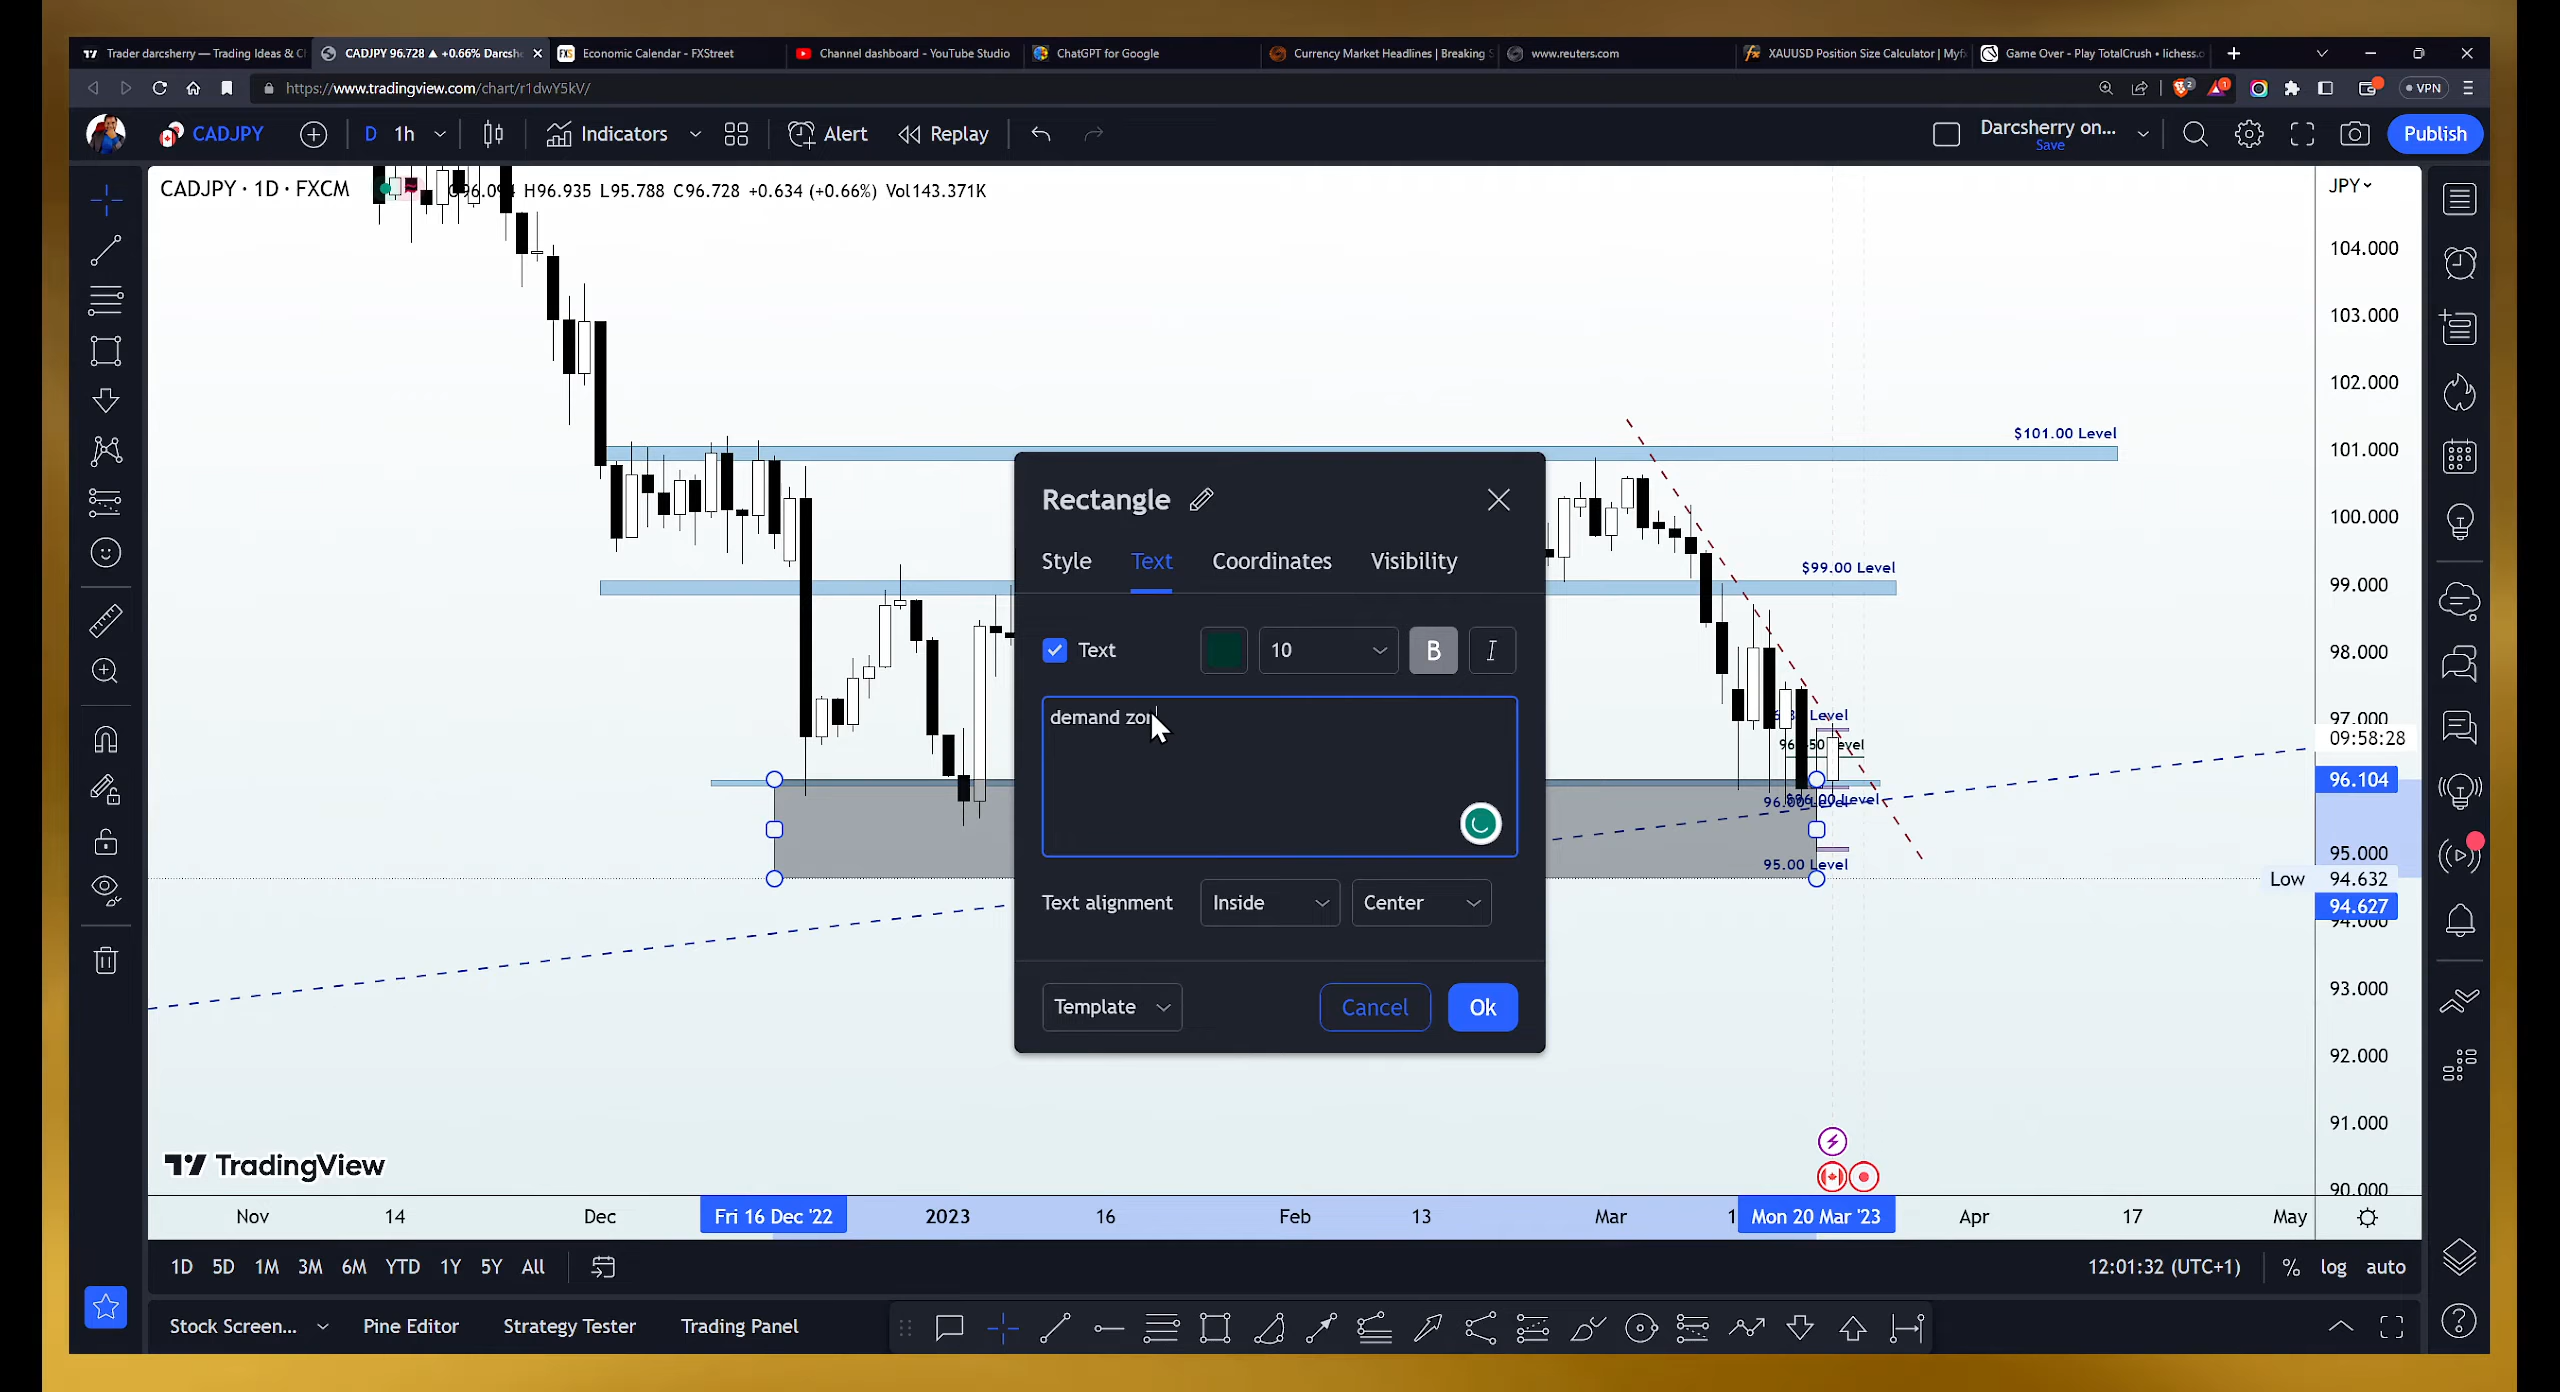 Trader darcsherry — Trading Ideas & C
CADJPY 96.728 ▲ +0.66% Darcsh
Economic Calendar - FXStreet
Channel dashboard - YouTube Studio
ChatGPT for Google
Currency Market Headlines | Breaking
www.reuters.com
XAUUSD Position Size Calculator | Myf
Game Over - Play TotalCrush • lichess.o
https://www.tradingview.com/chart/r1dwY5kV/
VPN
CADJPY
D
1h
Indicators
Alert
Replay
Darcsherry on...
Save
Publish
CADJPY · 1D · FXCM
H96.935 L95.788 C96.728 +0.634 (+0.66%) Vol143.371K
JPY
104.000
103.000
102.000
101.000
100.000
99.000
98.000
97.000
09:58:28
96.104
95.000
Low 94.632
94.627
94.000
93.000
92.000
91.000
90.000
$101.00 Level
$99.00 Level
Level
$96.00 Level
95.00 Level
Rectangle
Style
Text
Coordinates
Visibility
Text
10
B
I
demand zon
Text alignment
Inside
Center
Template
Cancel
Ok
TradingView
Nov
14
Dec
Fri 16 Dec '22
2023
16
Feb
13
Mar
1
Mon 20 Mar '23
Apr
17
May
1D
5D
1M
3M
6M
YTD
1Y
5Y
All
12:01:32 (UTC+1)
%
log
auto
Stock Screen...
Pine Editor
Strategy Tester
Trading Panel